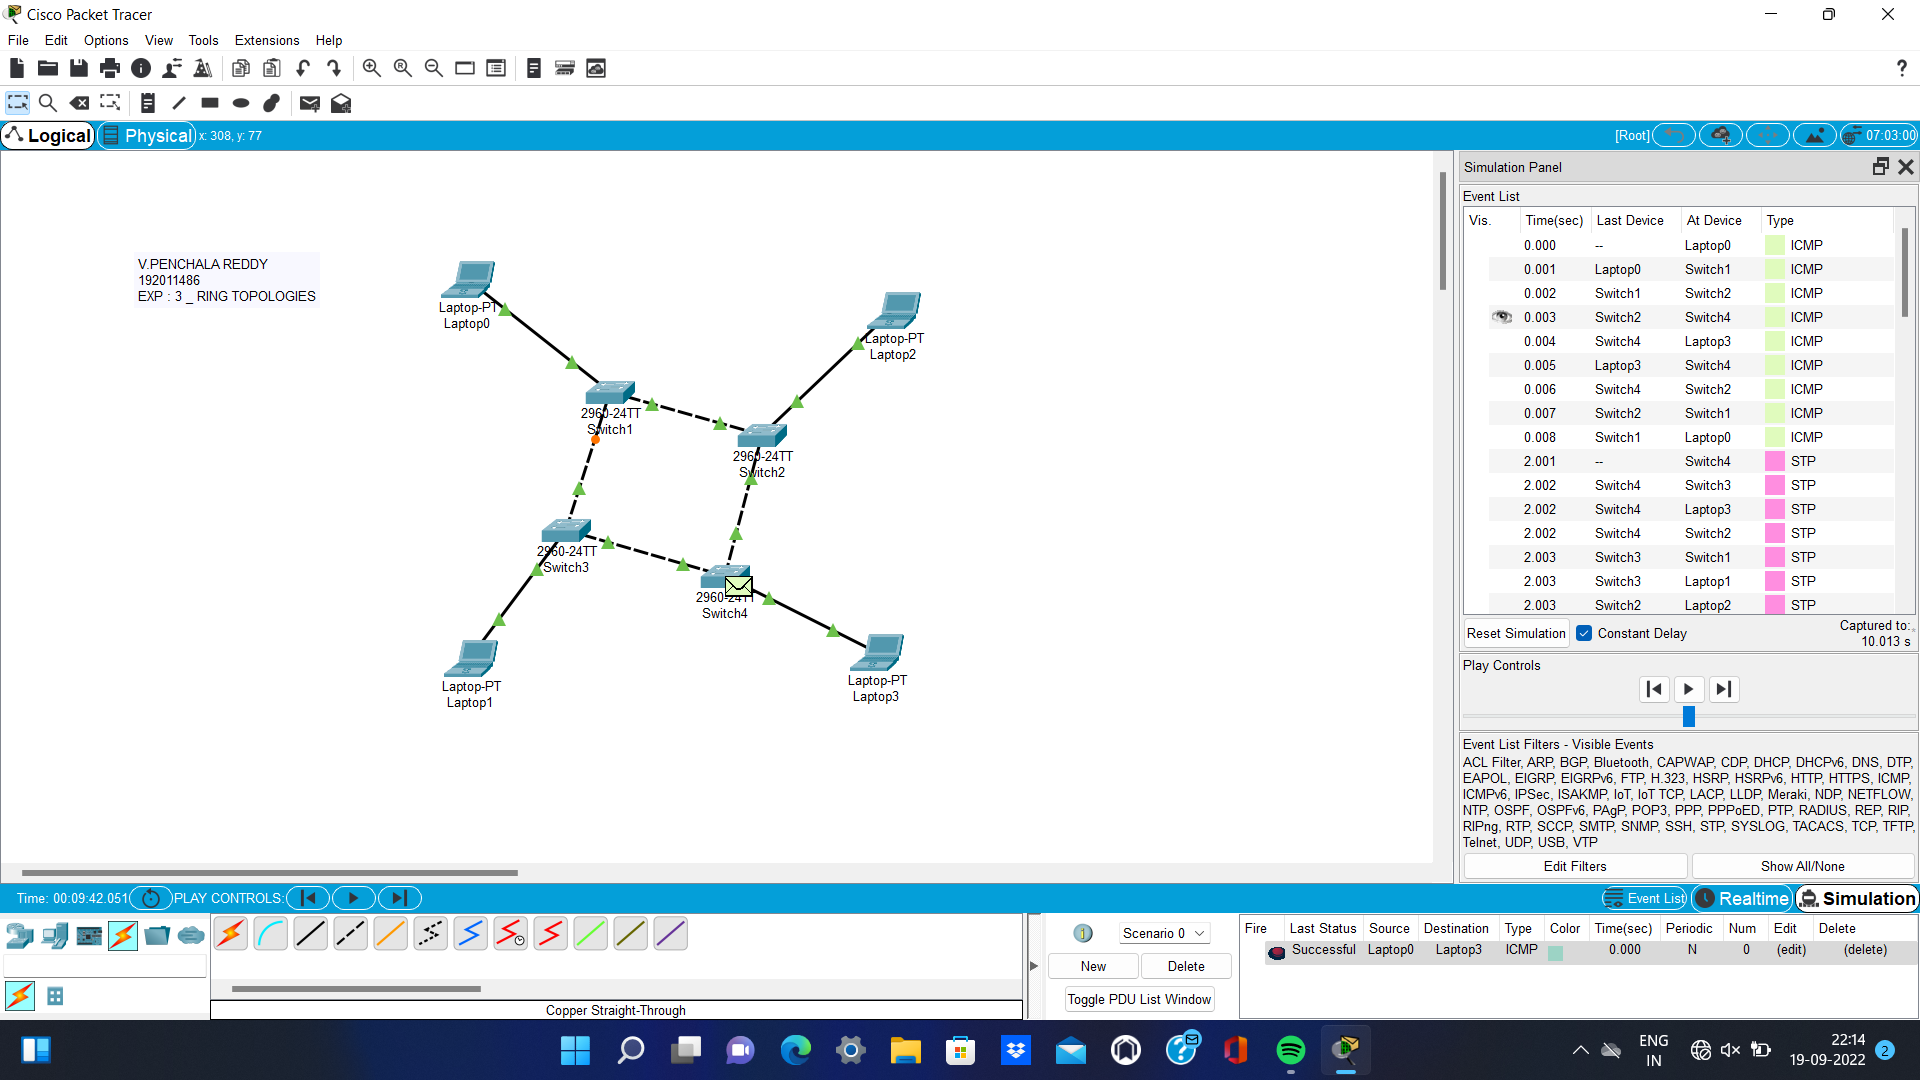 Cisco Packet Tracer
File Edit Options View Tools Extensions Help
?
Logical Physical x: 308, y: 77 [Root] 07:03:00
V.PENCHALA REDDY
192011486
EXP : 3 _ RING TOPOLOGIES
Laptop-PT
Laptop0
Laptop-PT
Laptop2
2960-24TT
Switch1
2960-24TT
Switch2
2960-24TT
Switch3
2960-24TT
Switch4
Laptop-PT
Laptop1
Laptop-PT
Laptop3
Simulation Panel
Event List
Vis. Time(sec) Last Device At Device Type
0.000 -- Laptop0 ICMP
0.001 Laptop0 Switch1 ICMP
0.002 Switch1 Switch2 ICMP
0.003 Switch2 Switch4 ICMP
0.004 Switch4 Laptop3 ICMP
0.005 Laptop3 Switch4 ICMP
0.006 Switch4 Switch2 ICMP
0.007 Switch2 Switch1 ICMP
0.008 Switch1 Laptop0 ICMP
2.001 -- Switch4 STP
2.002 Switch4 Switch3 STP
2.002 Switch4 Laptop3 STP
2.002 Switch4 Switch2 STP
2.003 Switch3 Switch1 STP
2.003 Switch3 Laptop1 STP
2.003 Switch2 Laptop2 STP
Reset Simulation Constant Delay Captured to:
10.013 s
Play Controls
Event List Filters - Visible Events
ACL Filter, ARP, BGP, Bluetooth, CAPWAP, CDP, DHCP, DHCPv6, DNS, DTP,
EAPOL, EIGRP, EIGRPv6, FTP, H.323, HSRP, HSRPv6, HTTP, HTTPS, ICMP,
ICMPv6, IPSec, ISAKMP, IoT, IoT TCP, LACP, LLDP, Meraki, NDP, NETFLOW,
NTP, OSPF, OSPFv6, PAgP, POP3, PPP, PPPoED, PTP, RADIUS, REP, RIP,
RIPng, RTP, SCCP, SMTP, SNMP, SSH, STP, SYSLOG, TACACS, TCP, TFTP,
Telnet, UDP, USB, VTP
Edit Filters Show All/None
Time: 00:09:42.051 PLAY CONTROLS: Event List Realtime Simulation
Copper Straight-Through
1 Scenario 0
New Delete
Toggle PDU List Window
Fire Last Status Source Destination Type Color Time(sec) Periodic Num Edit Delete
Successful Laptop0 Laptop3 ICMP 0.000 N 0 (edit) (delete)
ENG
IN
22:14
19-09-2022
2